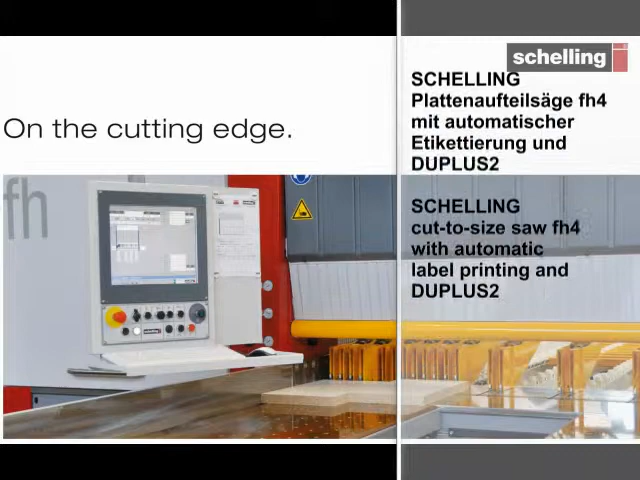 schelling
SCHELLING
Plattenaufteilsäge fh4
mit automatischer
Etikettierung und
DUPLUS2
On the cutting edge.
SCHELLING
cut-to-size saw fh4
with automatic
label printing and
DUPLUS2
fh
schelling